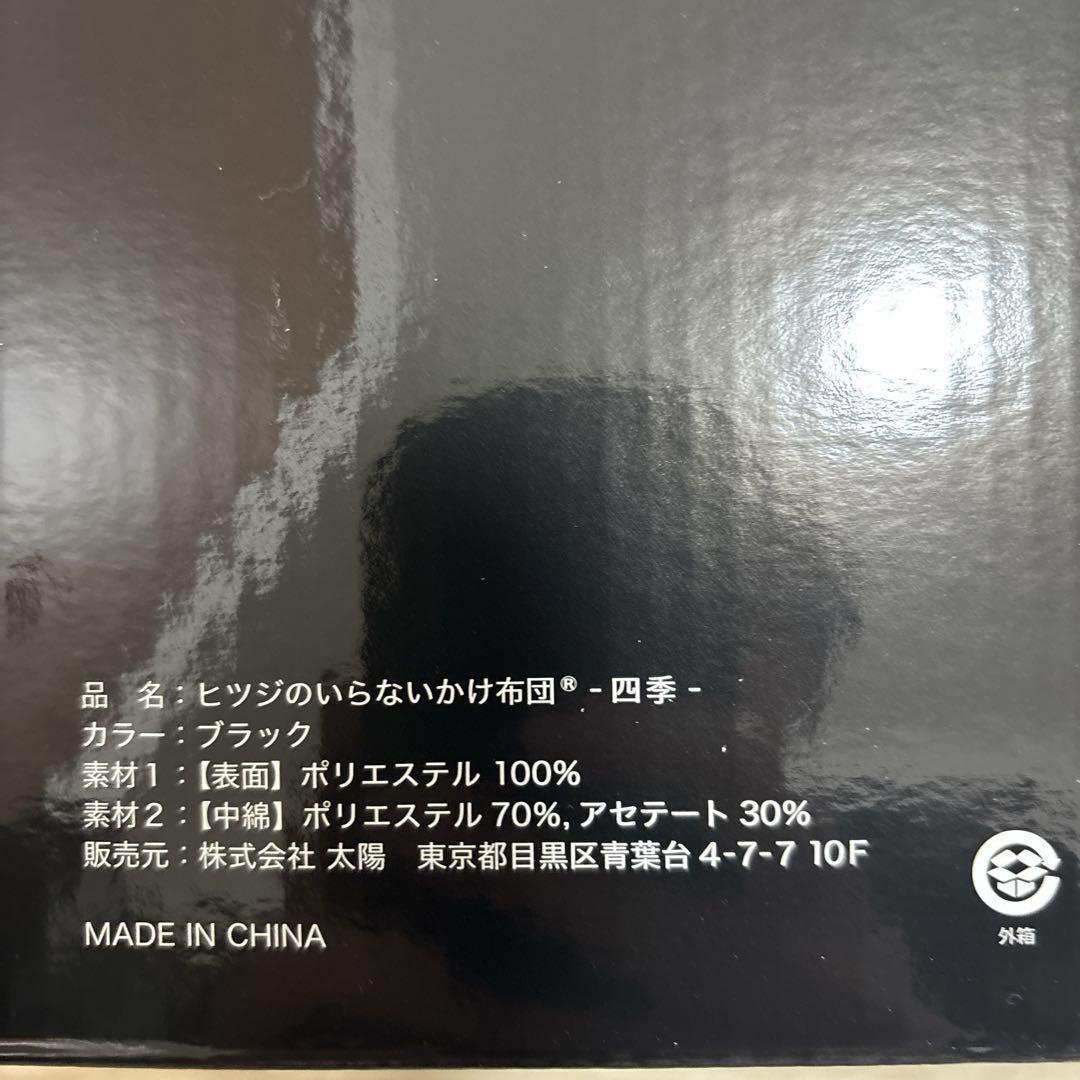 品　名：ヒツジのいらないかけ布団® - 四季 -
カラー：ブラック
素材1：【表面】ポリエステル 100%
素材2：【中綿】ポリエステル 70%, アセテート 30%
販売元：株式会社 太陽　東京都目黒区青葉台 4-7-7 10F
MADE IN CHINA
外箱